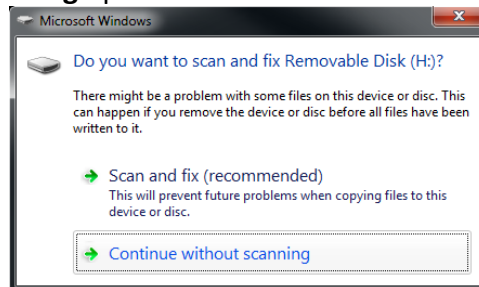 Microsoft Windows
Do you want to scan and fix Removable Disk (H:)?
There might be a problem with some files on this device or disc. This
can happen if you remove the device or disc before all files have been
written to it.
Scan and fix (recommended)
This will prevent future problems when copying files to this
device or disc.
Continue without scanning